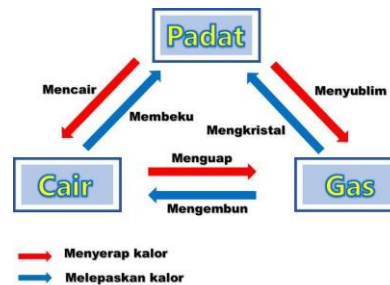 Padat
Mencair
Menyublim
Membeku
Mengkristal
Menguap
Cair
Gas
Mengembun
Menyerap kalor
Melepaskan kalor